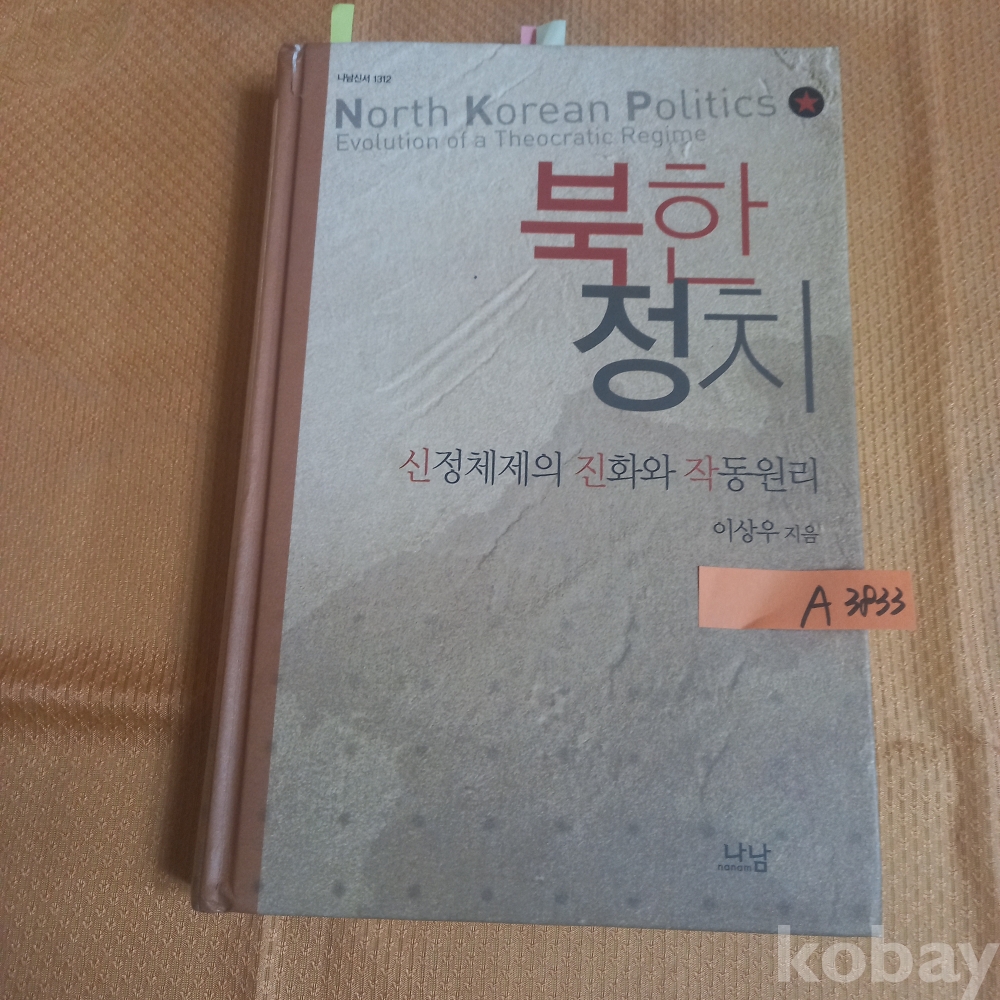 나남신서 1312
North Korean Politics
Evolution of a Theocratic Regime
북한
정치
신정체제의 진화와 작동원리
이상우 지음
A 3833
나남
nanam
kobay